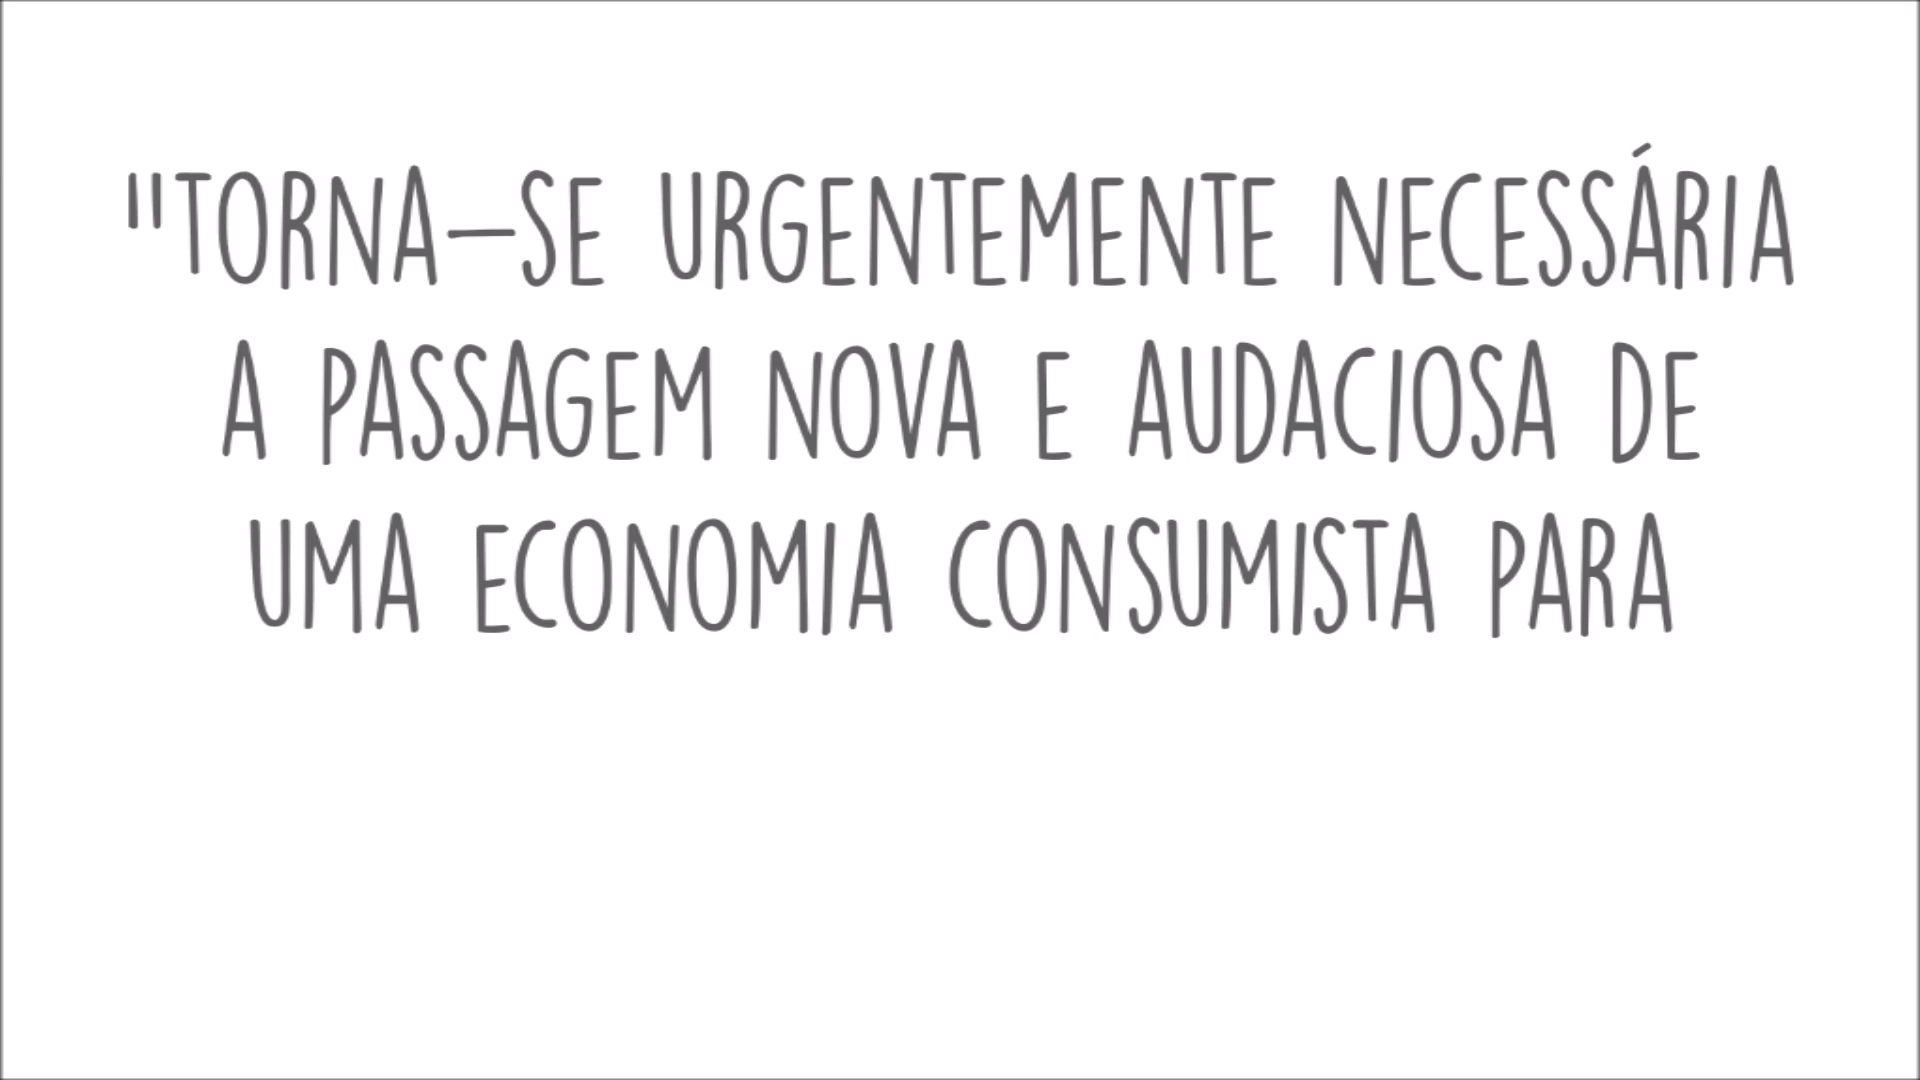 "TORNA-SE URGENTEMENTE NECESSÁRIA
A PASSAGEM NOVA E AUDACIOSA DE
UMA ECONOMIA CONSUMISTA PARA